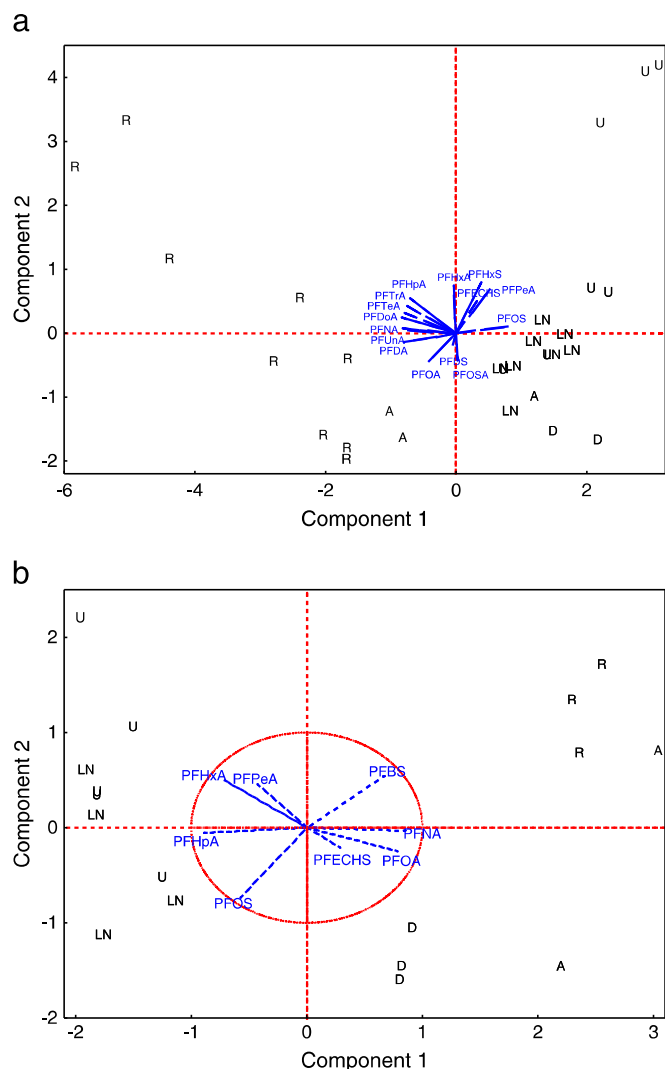 a
4
3
2
1
0
-1
-2
Component 2
U U
U
R
R
R
R
U U
R R
R
R
R
A
A
LN
LN
LN
LN
U LN
LN LN
A
LN
D
D
PFHxA PFHxS
PFHpA
PFECHS PFPeA
PFTrA
PFTeA
PFDoA PFOS
PFNA
PFUnA
PFDA
PFOA
PFDS
PFOSA
-6 -4 -2 0 2
Component 1
b
2
1
0
-1
-2
Component 2
U
U
R
R
R A
LN
U
U
LN
U
LN
LN
PFHxA PFPeA PFBS
PFHpA PFNA
PFECHS PFOA
PFOS
D
D
D
A
-2 -1 0 1 2 3
Component 1